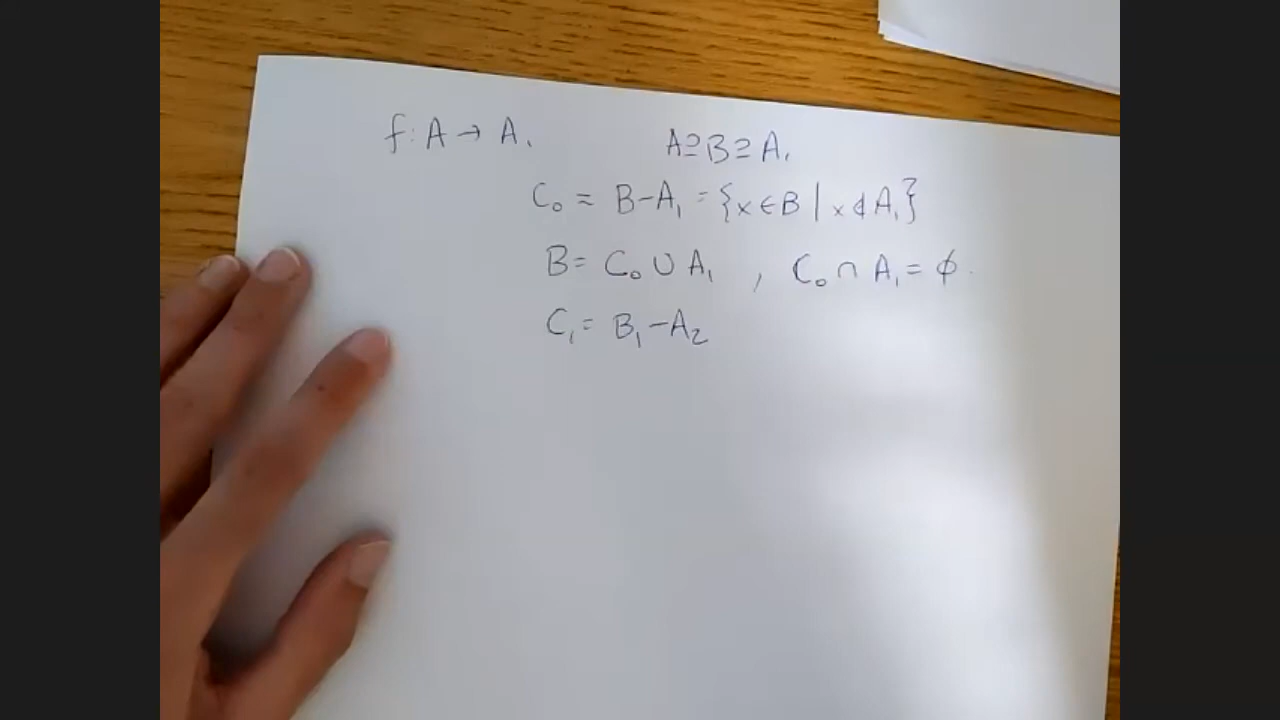 f: A → A₁ A ⊇ B ⊇ A₁
C₀ = B-A₁ = {x ∈ B | x ∉ A₁}
B = C₀ ∪ A₁ , C₀ ∩ A₁ = ∅.
C₁ = B₁ - A₂